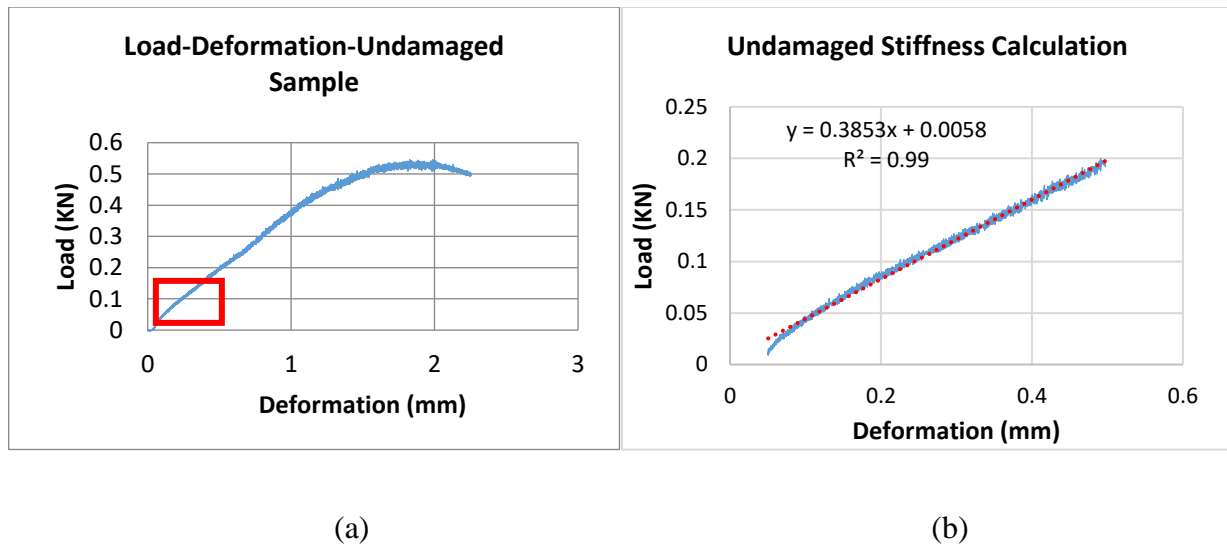 Load-Deformation-Undamaged
Sample
Load (KN)
0.6
0.5
0.4
0.3
0.2
0.1
0
0 1 2 3
Deformation (mm)
(a)
Undamaged Stiffness Calculation
Load (KN)
0.25
0.2
0.15
0.1
0.05
0
y = 0.3853x + 0.0058
R² = 0.99
0 0.2 0.4 0.6
Deformation (mm)
(b)